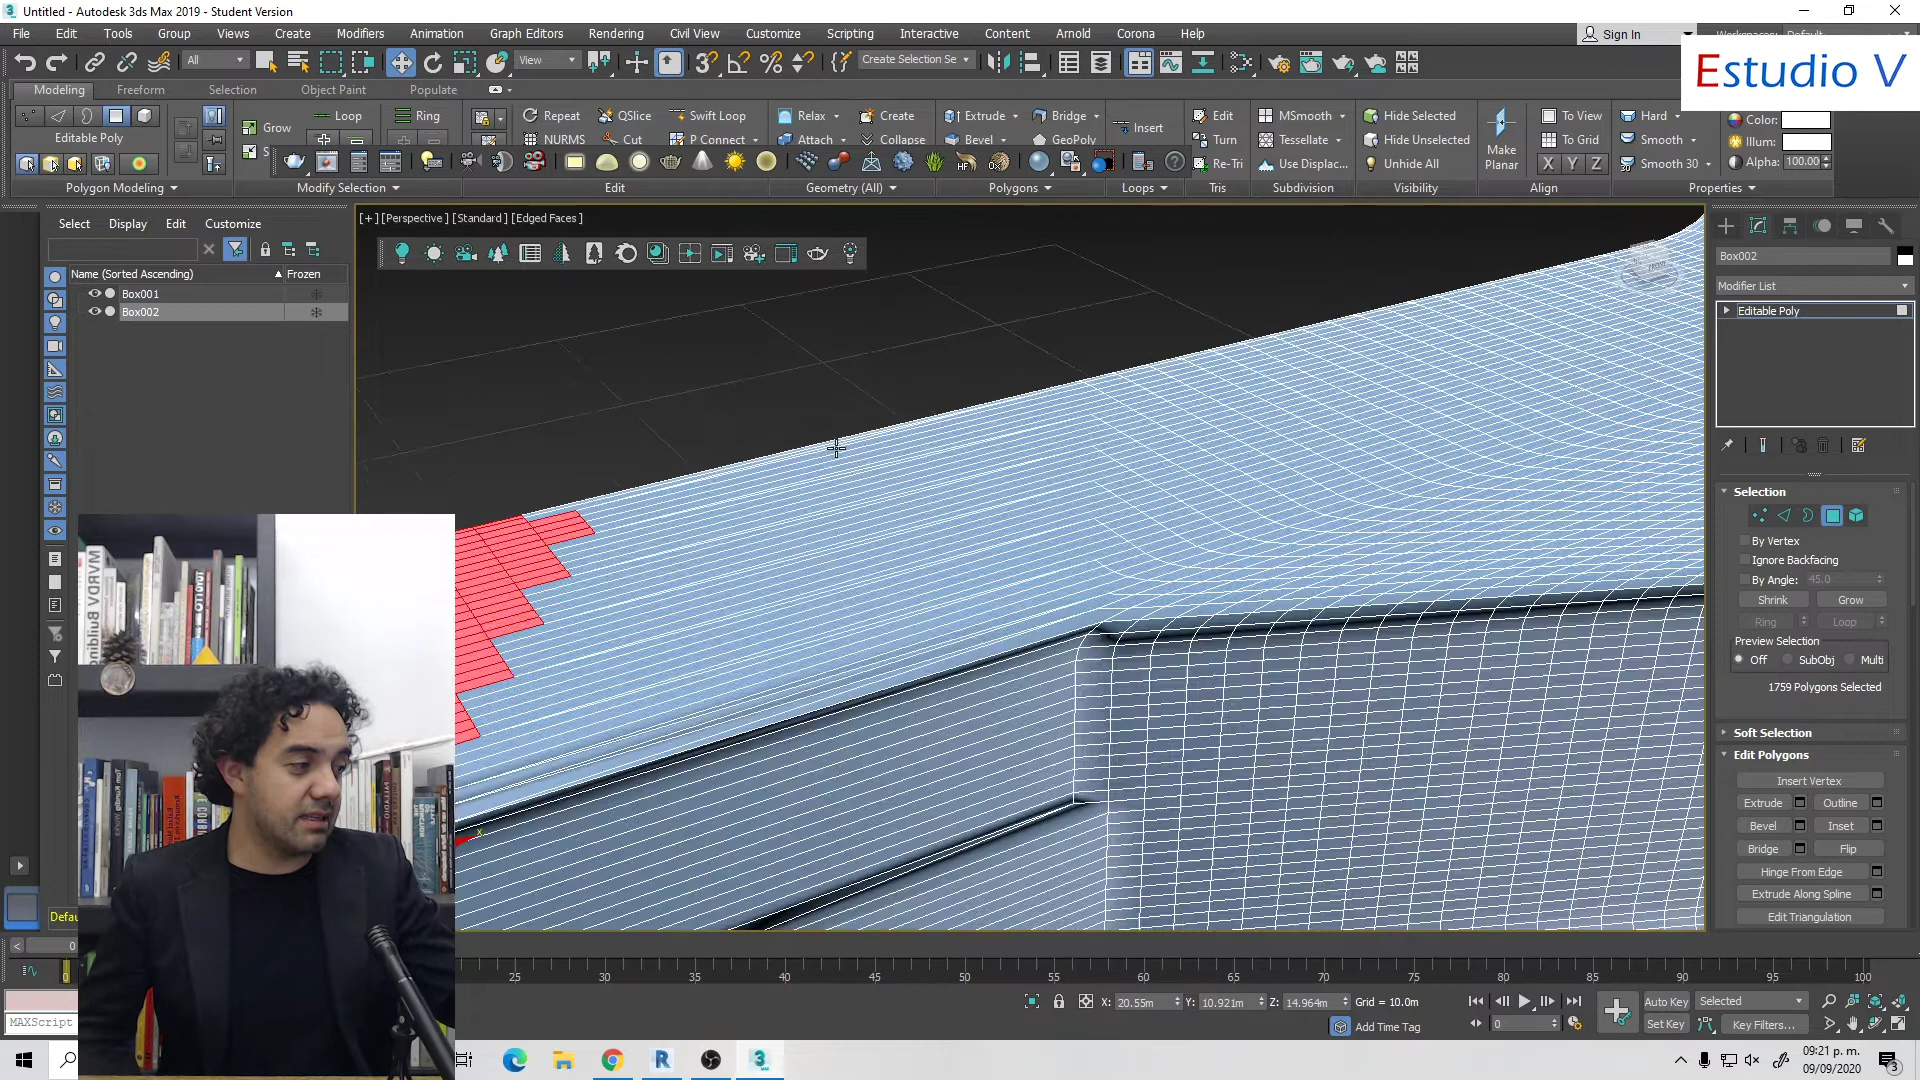 Untitled - Autodesk 3ds Max 2019 - Student Version
File Edit Tools Group Views Create Modifiers Animation Graph Editors Rendering Civil View Customize Scripting Interactive Content Arnold Corona Help
Sign In
Estudio V
All View Create Selection Se
Modeling Freeform Selection Object Paint Populate
Loop Ring Repeat QSlice Swift Loop Relax Create Extrude Bridge Edit MSmooth Hide Selected To View Hard Color:
Editable Poly Grow NURMS Cut P Connect Attach Collapse Bevel GeoPoly Insert Turn Tessellate Hide Unselected Make Planar To Grid Smooth Illum:
Re-Tri Use Displac... Unhide All X Y Z Smooth 30 Alpha: 100.00
Polygon Modeling Modify Selection Edit Geometry (All) Polygons Loops Tris Subdivision Visibility Align Properties
Select Display Edit Customize
[+] [Perspective] [Standard] [Edged Faces]
Name (Sorted Ascending) Frozen
Box001
Box002
Box002
Modifier List
Editable Poly
Selection
By Vertex
Ignore Backfacing
By Angle: 45.0
Shrink Grow
Ring Loop
Preview Selection
Off SubObj Multi
1759 Polygons Selected
Soft Selection
Edit Polygons
Insert Vertex
Extrude Outline
Bevel Inset
Bridge Flip
Hinge From Edge
Extrude Along Spline
Edit Triangulation
x
0
0
25 30 35 40 45 50 55 60 65 70 75 80 85 90 95 100
X: 20.55m Y: 10.921m Z: 14.964m Grid = 10.0m
Add Time Tag
Auto Key Selected
0 Set Key Key Filters...
MAXScript
MVRDV
09:21 p. m.
09/09/2020
3